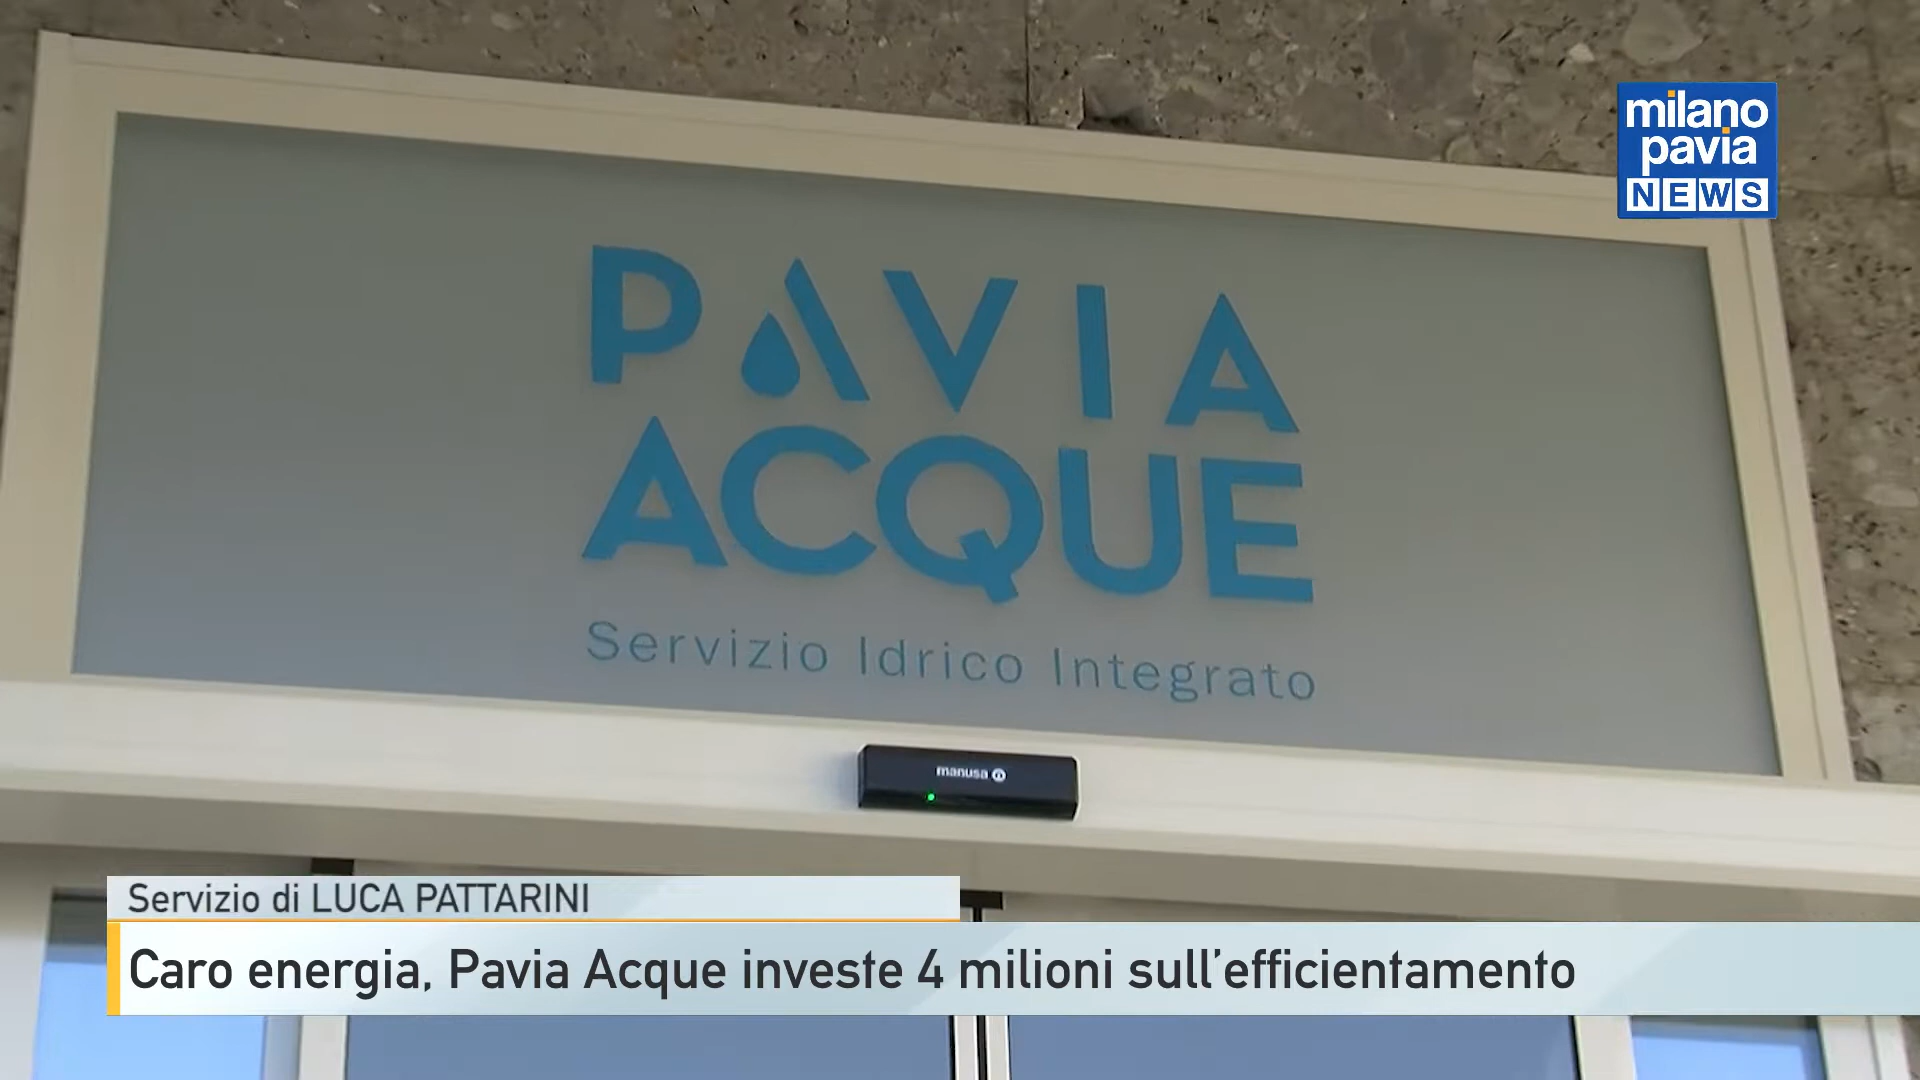 milano
pavia
NEWS
PAVIA
ACQUE
Servizio Idrico Integrato
manusa
Servizio di LUCA PATTARINI
Caro energia, Pavia Acque investe 4 milioni sull'efficientamento